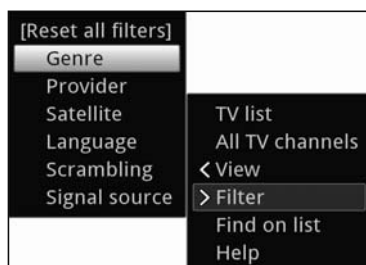 [Reset all filters]
Genre
Provider
Satellite
Language
Scrambling
Signal source
TV list
All TV channels
< View
> Filter
Find on list
Help